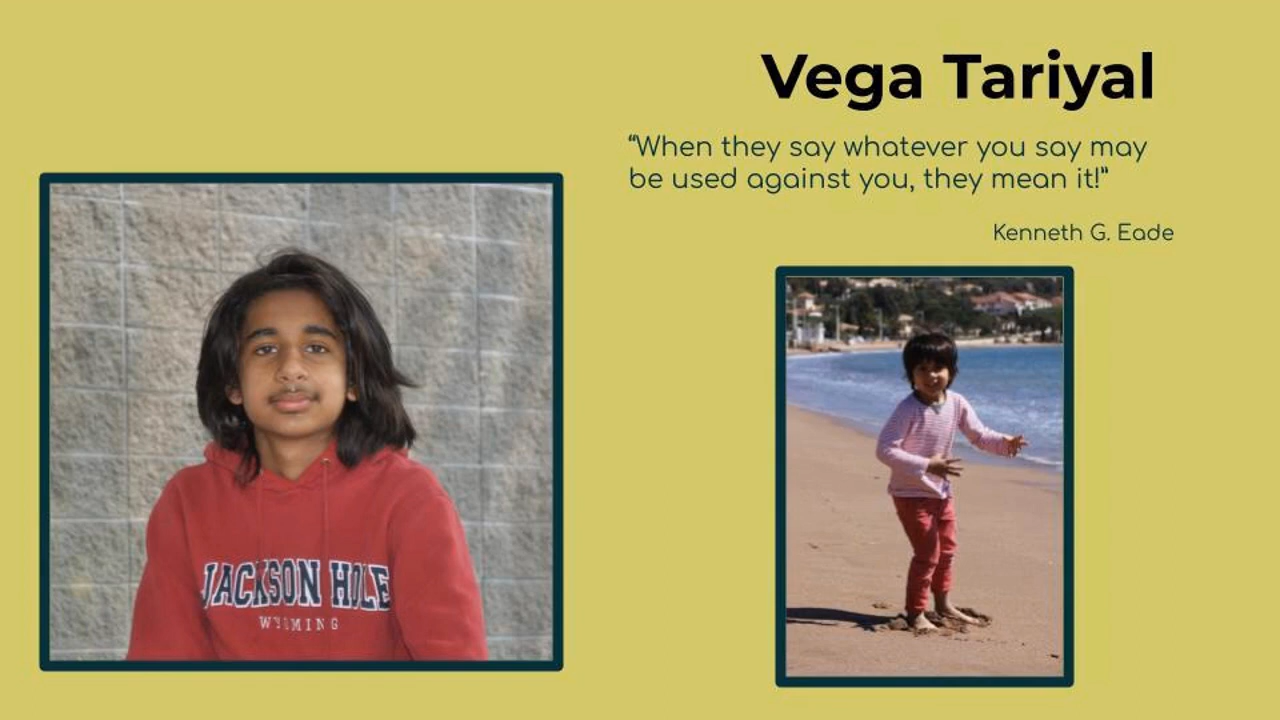 Vega Tariyal
“When they say whatever you say may
be used against you, they mean it!”
Kenneth G. Eade
JACKSON HOLE
WYOMING